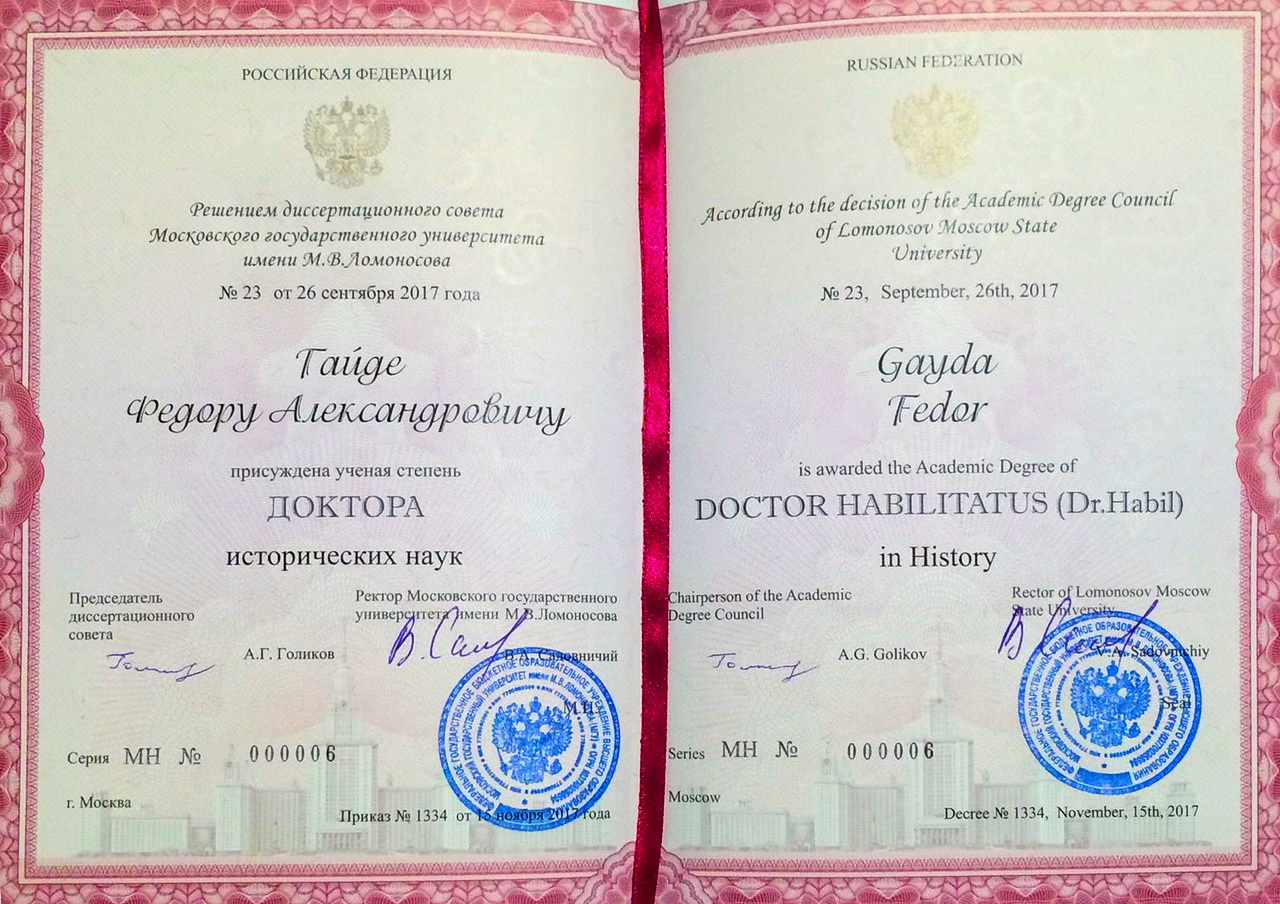 РОССИЙСКАЯ ФЕДЕРАЦИЯ
Решением диссертационного совета
Московского государственного университета
имени М.В.Ломоносова
№ 23 от 26 сентября 2017 года
Гайде
Федору Александровичу
присуждена ученая степень
ДОКТОРА
исторических наук
Председатель
диссертационного
совета
А.Г. Голиков
Ректор Московского государственного
университета имени М.В.Ломоносова
В.А. Садовничий
М.П.
Серия МН № 000006
г. Москва
Приказ № 1334 от 15 ноября 2017 года
RUSSIAN FEDERATION
According to the decision of the Academic Degree Council
of Lomonosov Moscow State
University
№ 23, September, 26th, 2017
Gayda
Fedor
is awarded the Academic Degree of
DOCTOR HABILITATUS (Dr.Habil)
in History
Chairperson of the Academic
Degree Council
A.G. Golikov
Rector of Lomonosov Moscow
State University
V.A. Sadovnichiy
Seal
Series МН № 000006
Moscow
Decree № 1334, November, 15th, 2017